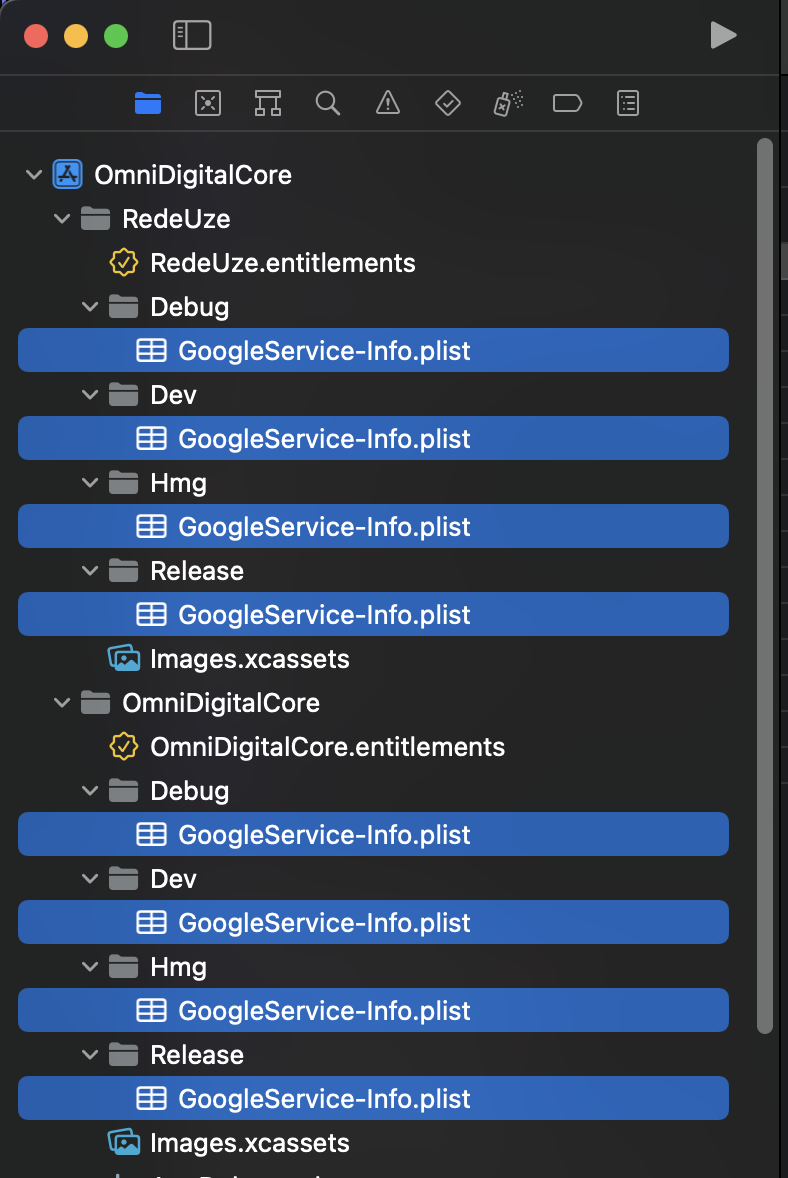 OmniDigitalCore
RedeUze
RedeUze.entitlements
Debug
GoogleService-Info.plist
Dev
GoogleService-Info.plist
Hmg
GoogleService-Info.plist
Release
GoogleService-Info.plist
Images.xcassets
OmniDigitalCore
OmniDigitalCore.entitlements
Debug
GoogleService-Info.plist
Dev
GoogleService-Info.plist
Hmg
GoogleService-Info.plist
Release
GoogleService-Info.plist
Images.xcassets